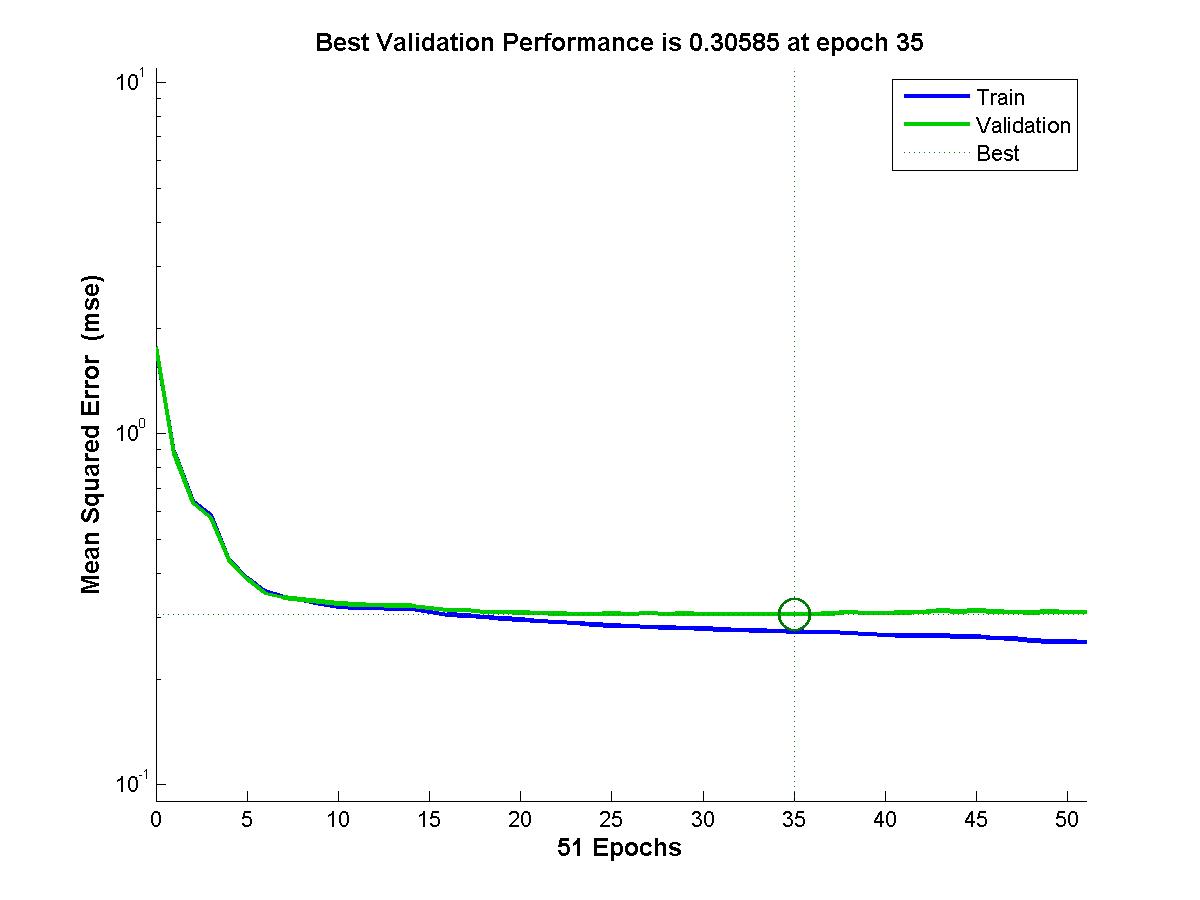 Best Validation Performance is 0.30585 at epoch 35
10^1
Train
Validation
Best
Mean Squared Error  (mse)
10^0
10^-1
0 5 10 15 20 25 30 35 40 45 50
51 Epochs